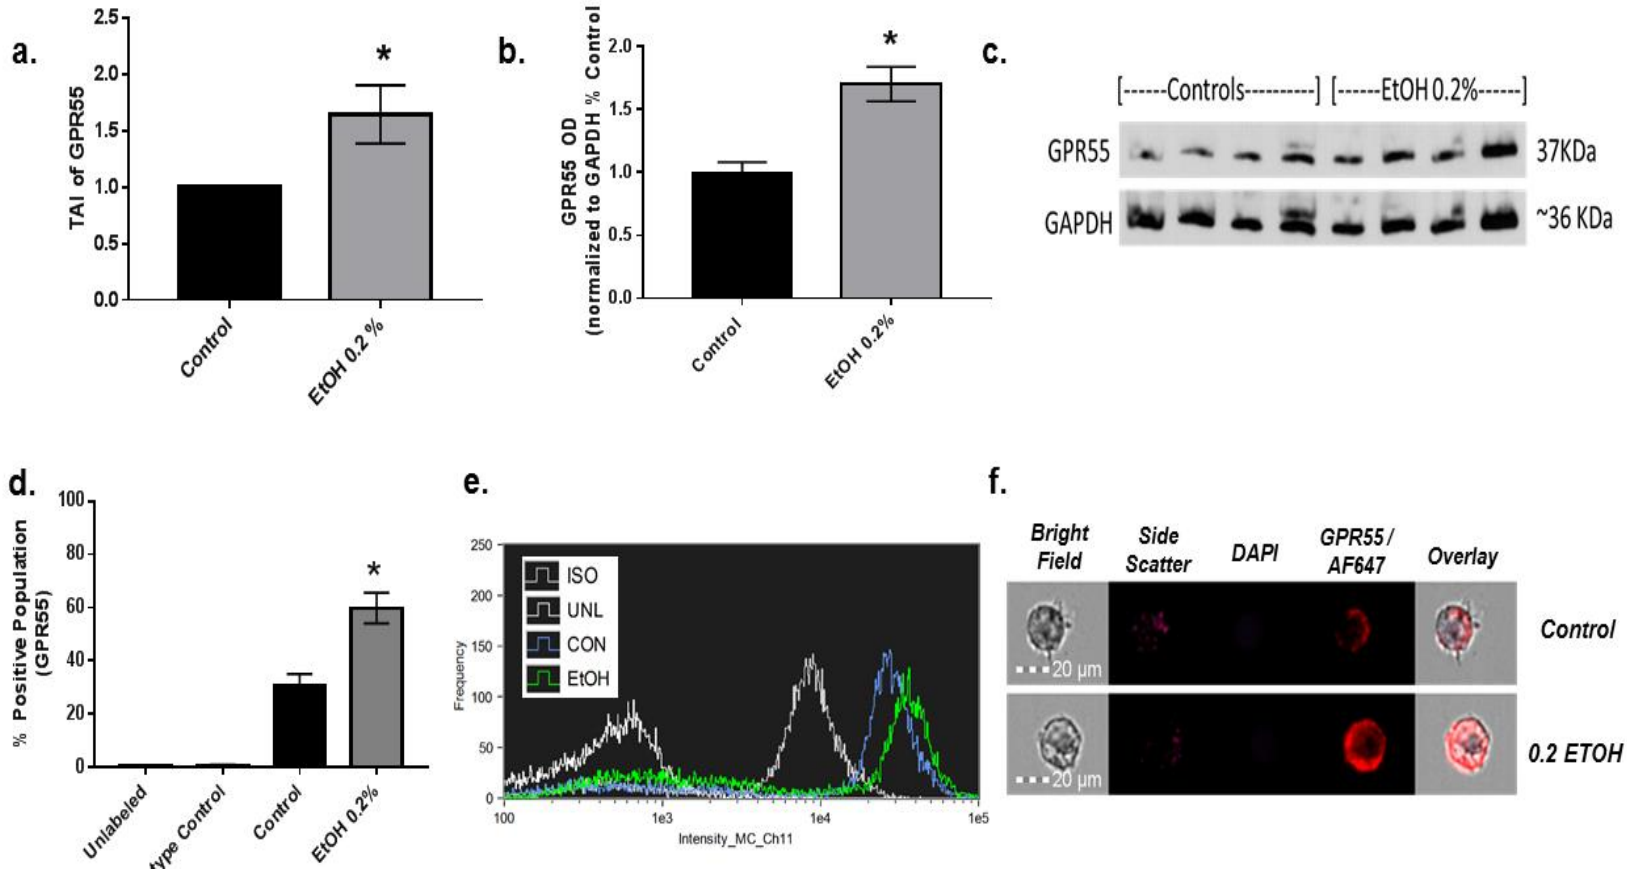 a.
TAI of GPR55
2.5
2.0
1.5
1.0
0.5
0.0
*
Control
EtOH 0.2 %
b.
GPR55 OD
(normalized to GAPDH % Control
2.0
1.5
1.0
0.5
0.0
*
Control
EtOH 0.2%
c.
[------Controls----------] [------EtOH 0.2%------]
GPR55
37KDa
GAPDH
~36 KDa
d.
% Positive Population
(GPR55)
100
80
60
40
20
0
*
Unlabeled
type Control
Control
EtOH 0.2%
e.
Frequency
250
200
150
100
50
0
ISO
UNL
CON
EtOH
100
1e3
1e4
1e5
Intensity_MC_Ch11
f.
Bright
Field
Side
Scatter
DAPI
GPR55 /
AF647
Overlay
20 µm
Control
20 µm
0.2 ETOH